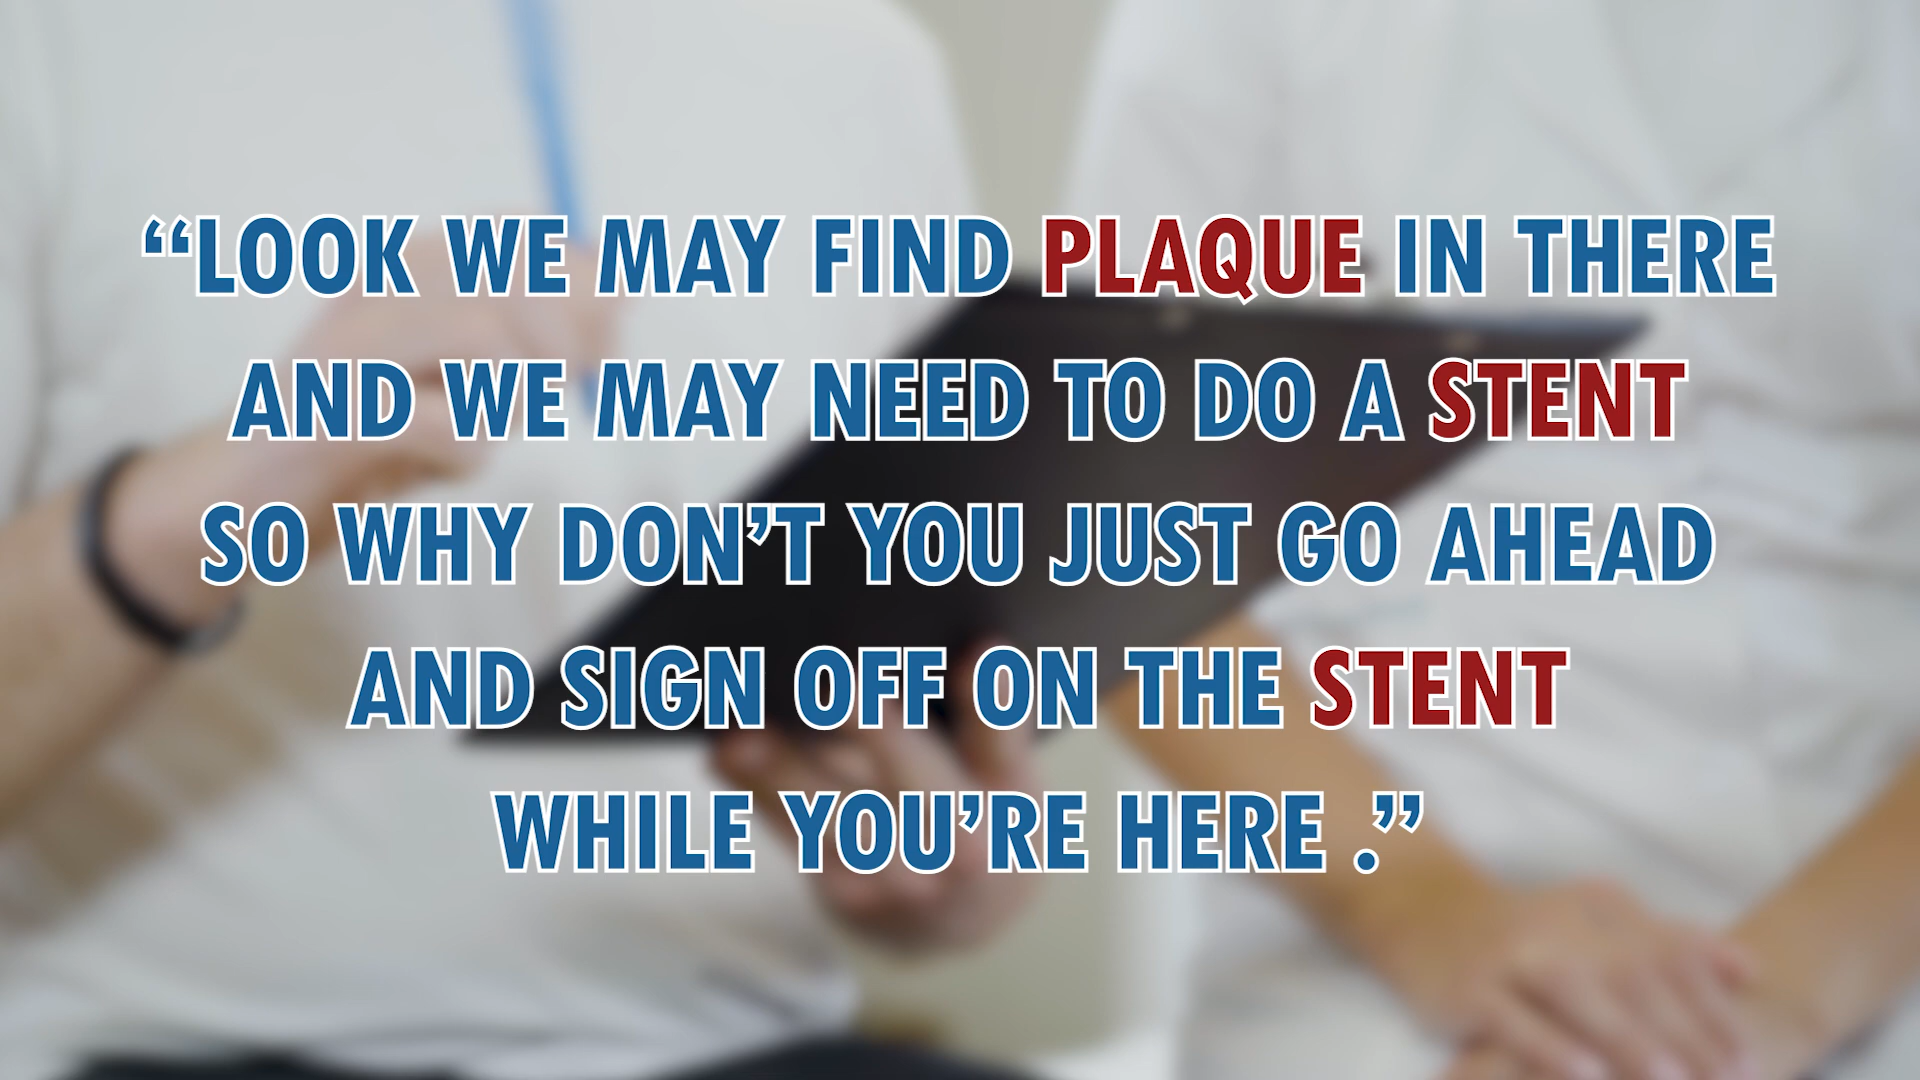 “LOOK WE MAY FIND PLAQUE IN THERE
AND WE MAY NEED TO DO A STENT
SO WHY DON’T YOU JUST GO AHEAD
AND SIGN OFF ON THE STENT
WHILE YOU’RE HERE .”